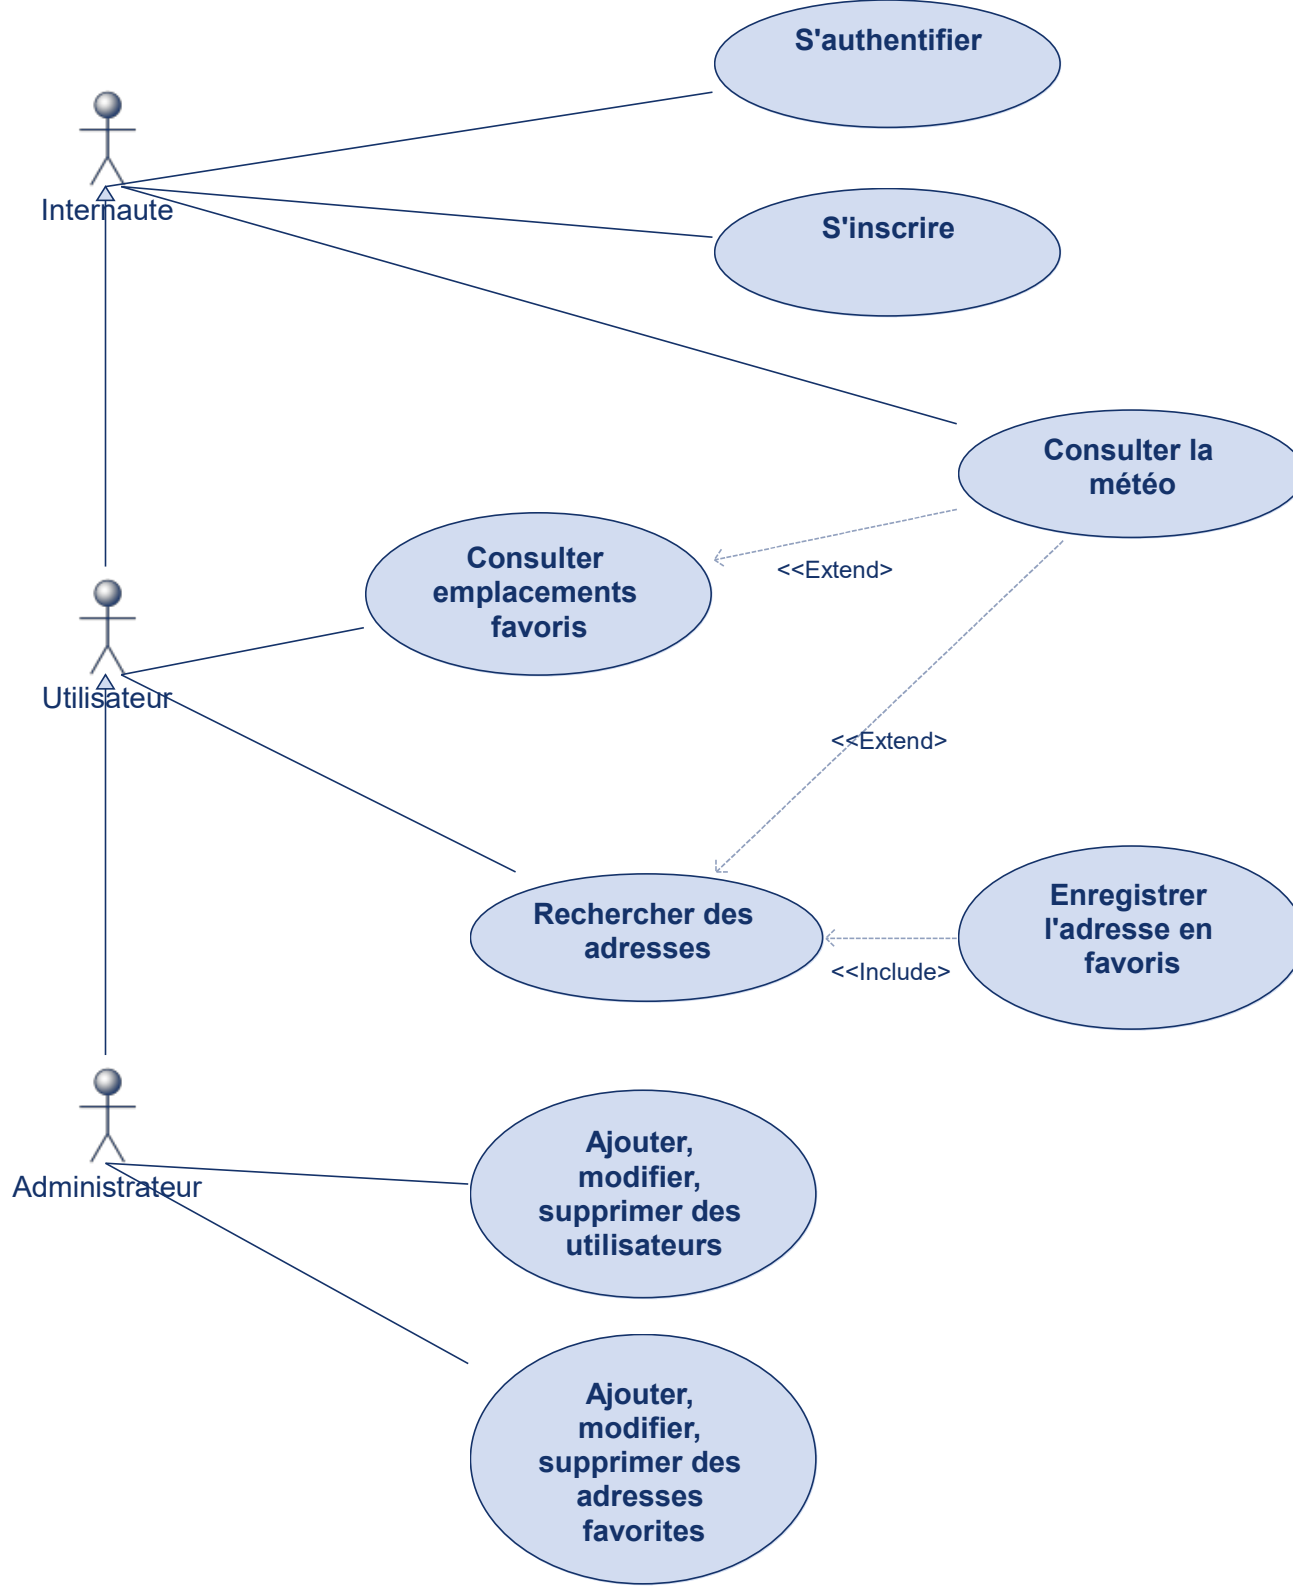 S'authentifier
Internaute
S'inscrire
Consulter la
météo
Consulter
emplacements
favoris
<<Extend>
Utilisateur
<<Extend>
Rechercher des
adresses
Enregistrer
l'adresse en
favoris
<<Include>
Administrateur
Ajouter,
modifier,
supprimer des
utilisateurs
Ajouter,
modifier,
supprimer des
adresses
favorites